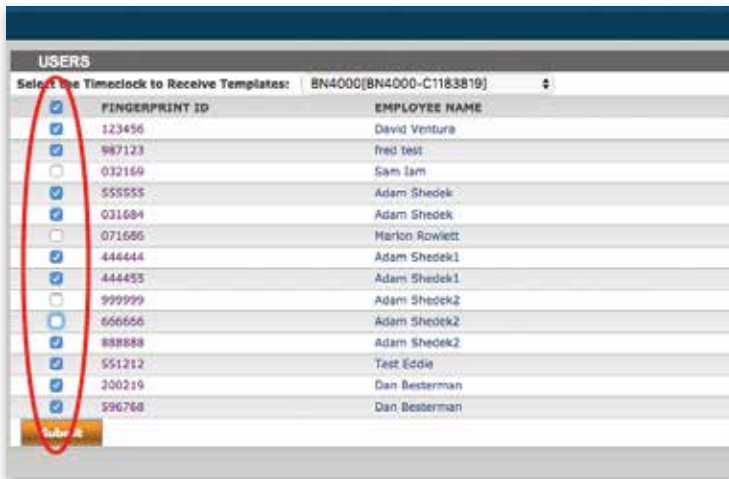 USERS
Select the Timeclock to Receive Templates: BN4000[BN4000-C1183819]
FINGERPRINT ID EMPLOYEE NAME
123456 David Ventura
987123 fred test
032169 Sam Iam
555555 Adam Shedek
031684 Adam Shedek
071686 Marlon Rowlett
444444 Adam Shedek1
444455 Adam Shedek1
999999 Adam Shedek2
666666 Adam Shedek2
888888 Adam Shedek2
551212 Test Eddie
200219 Dan Besterman
596768 Dan Besterman
Submit